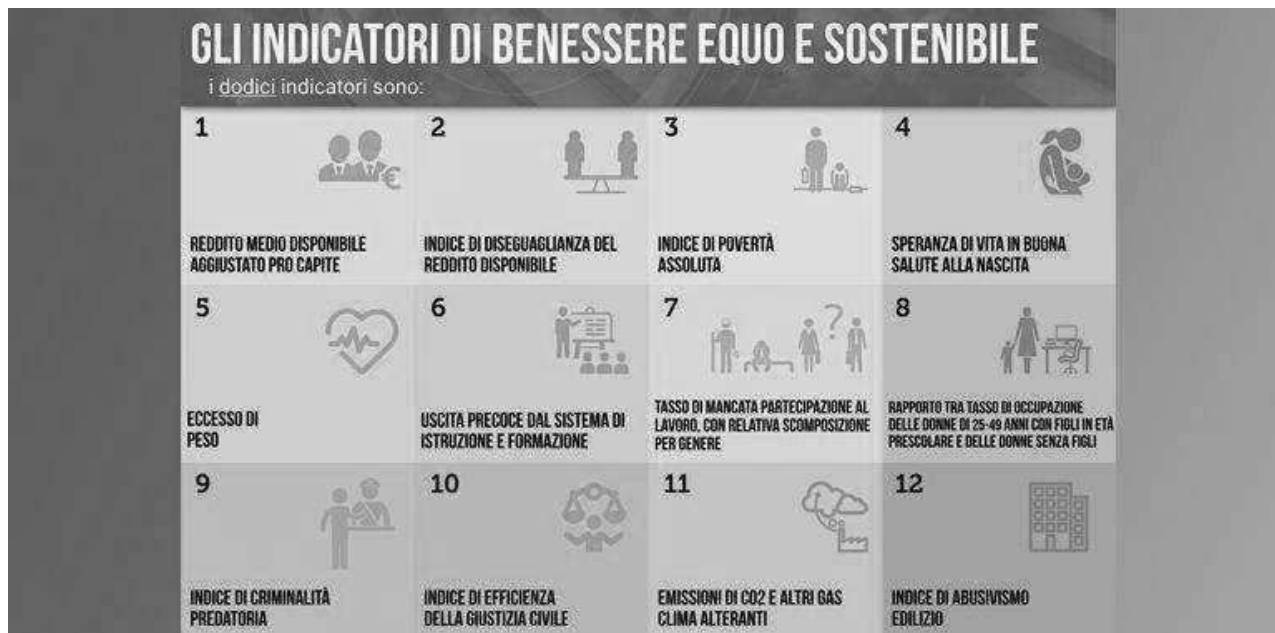 GLI INDICATORI DI BENESSERE EQUO E SOSTENIBILE
i dodici indicatori sono:
1
REDDITO MEDIO DISPONIBILE
AGGIUSTATO PRO CAPITE
2
INDICE DI DISEGUAGLIANZA DEL
REDDITO DISPONIBILE
3
INDICE DI POVERTÀ
ASSOLUTA
4
SPERANZA DI VITA IN BUONA
SALUTE ALLA NASCITA
5
ECCESSO DI
PESO
6
USCITA PRECOCE DAL SISTEMA DI
ISTRUZIONE E FORMAZIONE
7
?
TASSO DI MANCATA PARTECIPAZIONE AL
LAVORO, CON RELATIVA SCOMPOSIZIONE
PER GENERE
8
RAPPORTO TRA TASSO DI OCCUPAZIONE
DELLE DONNE DI 25-49 ANNI CON FIGLI IN ETÀ
PRESCOLARE E DELLE DONNE SENZA FIGLI
9
INDICE DI CRIMINALITÀ
PREDATORIA
10
INDICE DI EFFICIENZA
DELLA GIUSTIZIA CIVILE
11
EMISSIONI DI CO2 E ALTRI GAS
CLIMA ALTERANTI
12
INDICE DI ABUSIVISMO
EDILIZIO